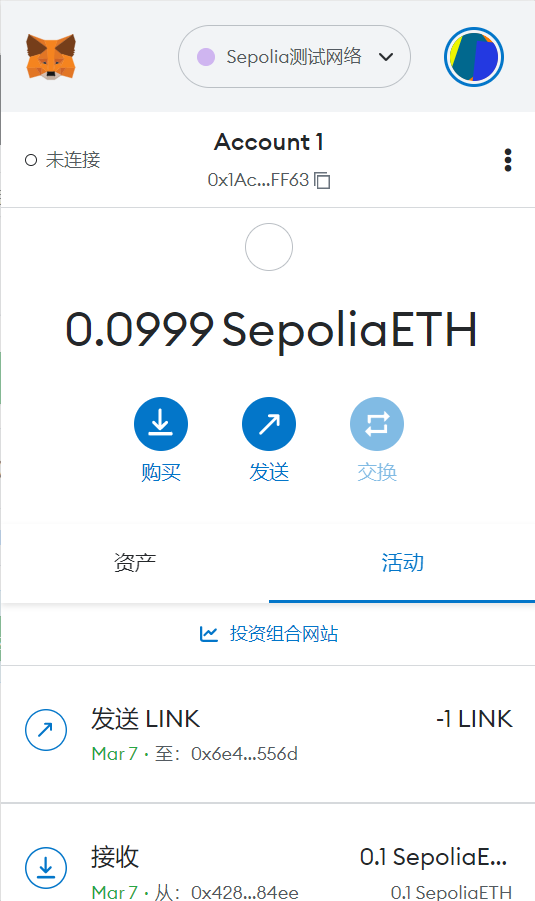 Sepolia测试网络
未连接
Account 1
0x1Ac...FF63
0.0999 SepoliaETH
购买
发送
交换
资产
活动
投资组合网站
发送 LINK
-1 LINK
Mar 7 · 至：0x6e4...556d
接收
0.1 SepoliaE...
Mar 7 · 从：0x428...84ee
0.1 SepoliaETH